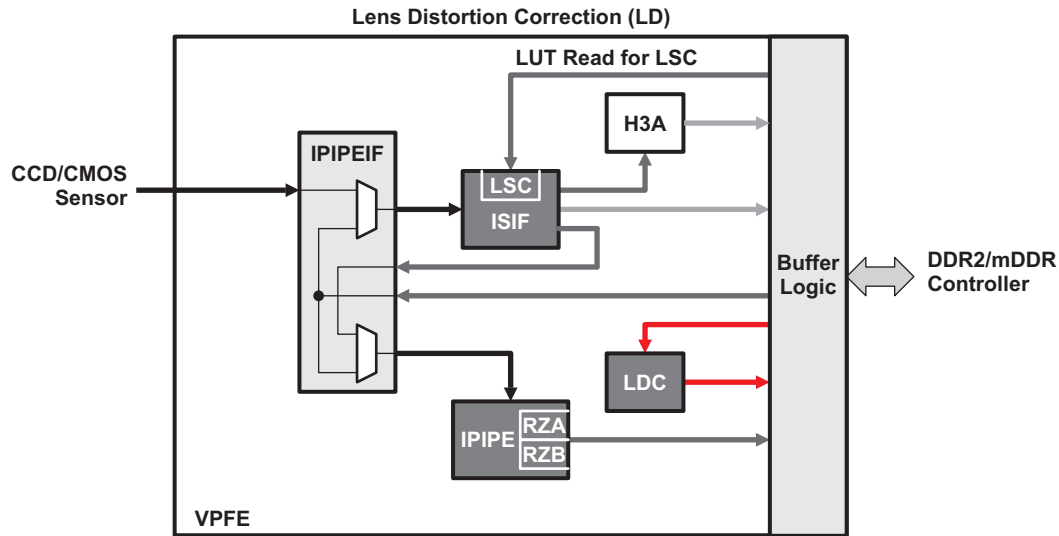 Lens Distortion Correction (LD)
LUT Read for LSC
H3A
IPIPEIF
CCD/CMOS
Sensor
LSC
ISIF
Buffer
Logic
DDR2/mDDR
Controller
LDC
IPIPE
RZA
RZB
VPFE